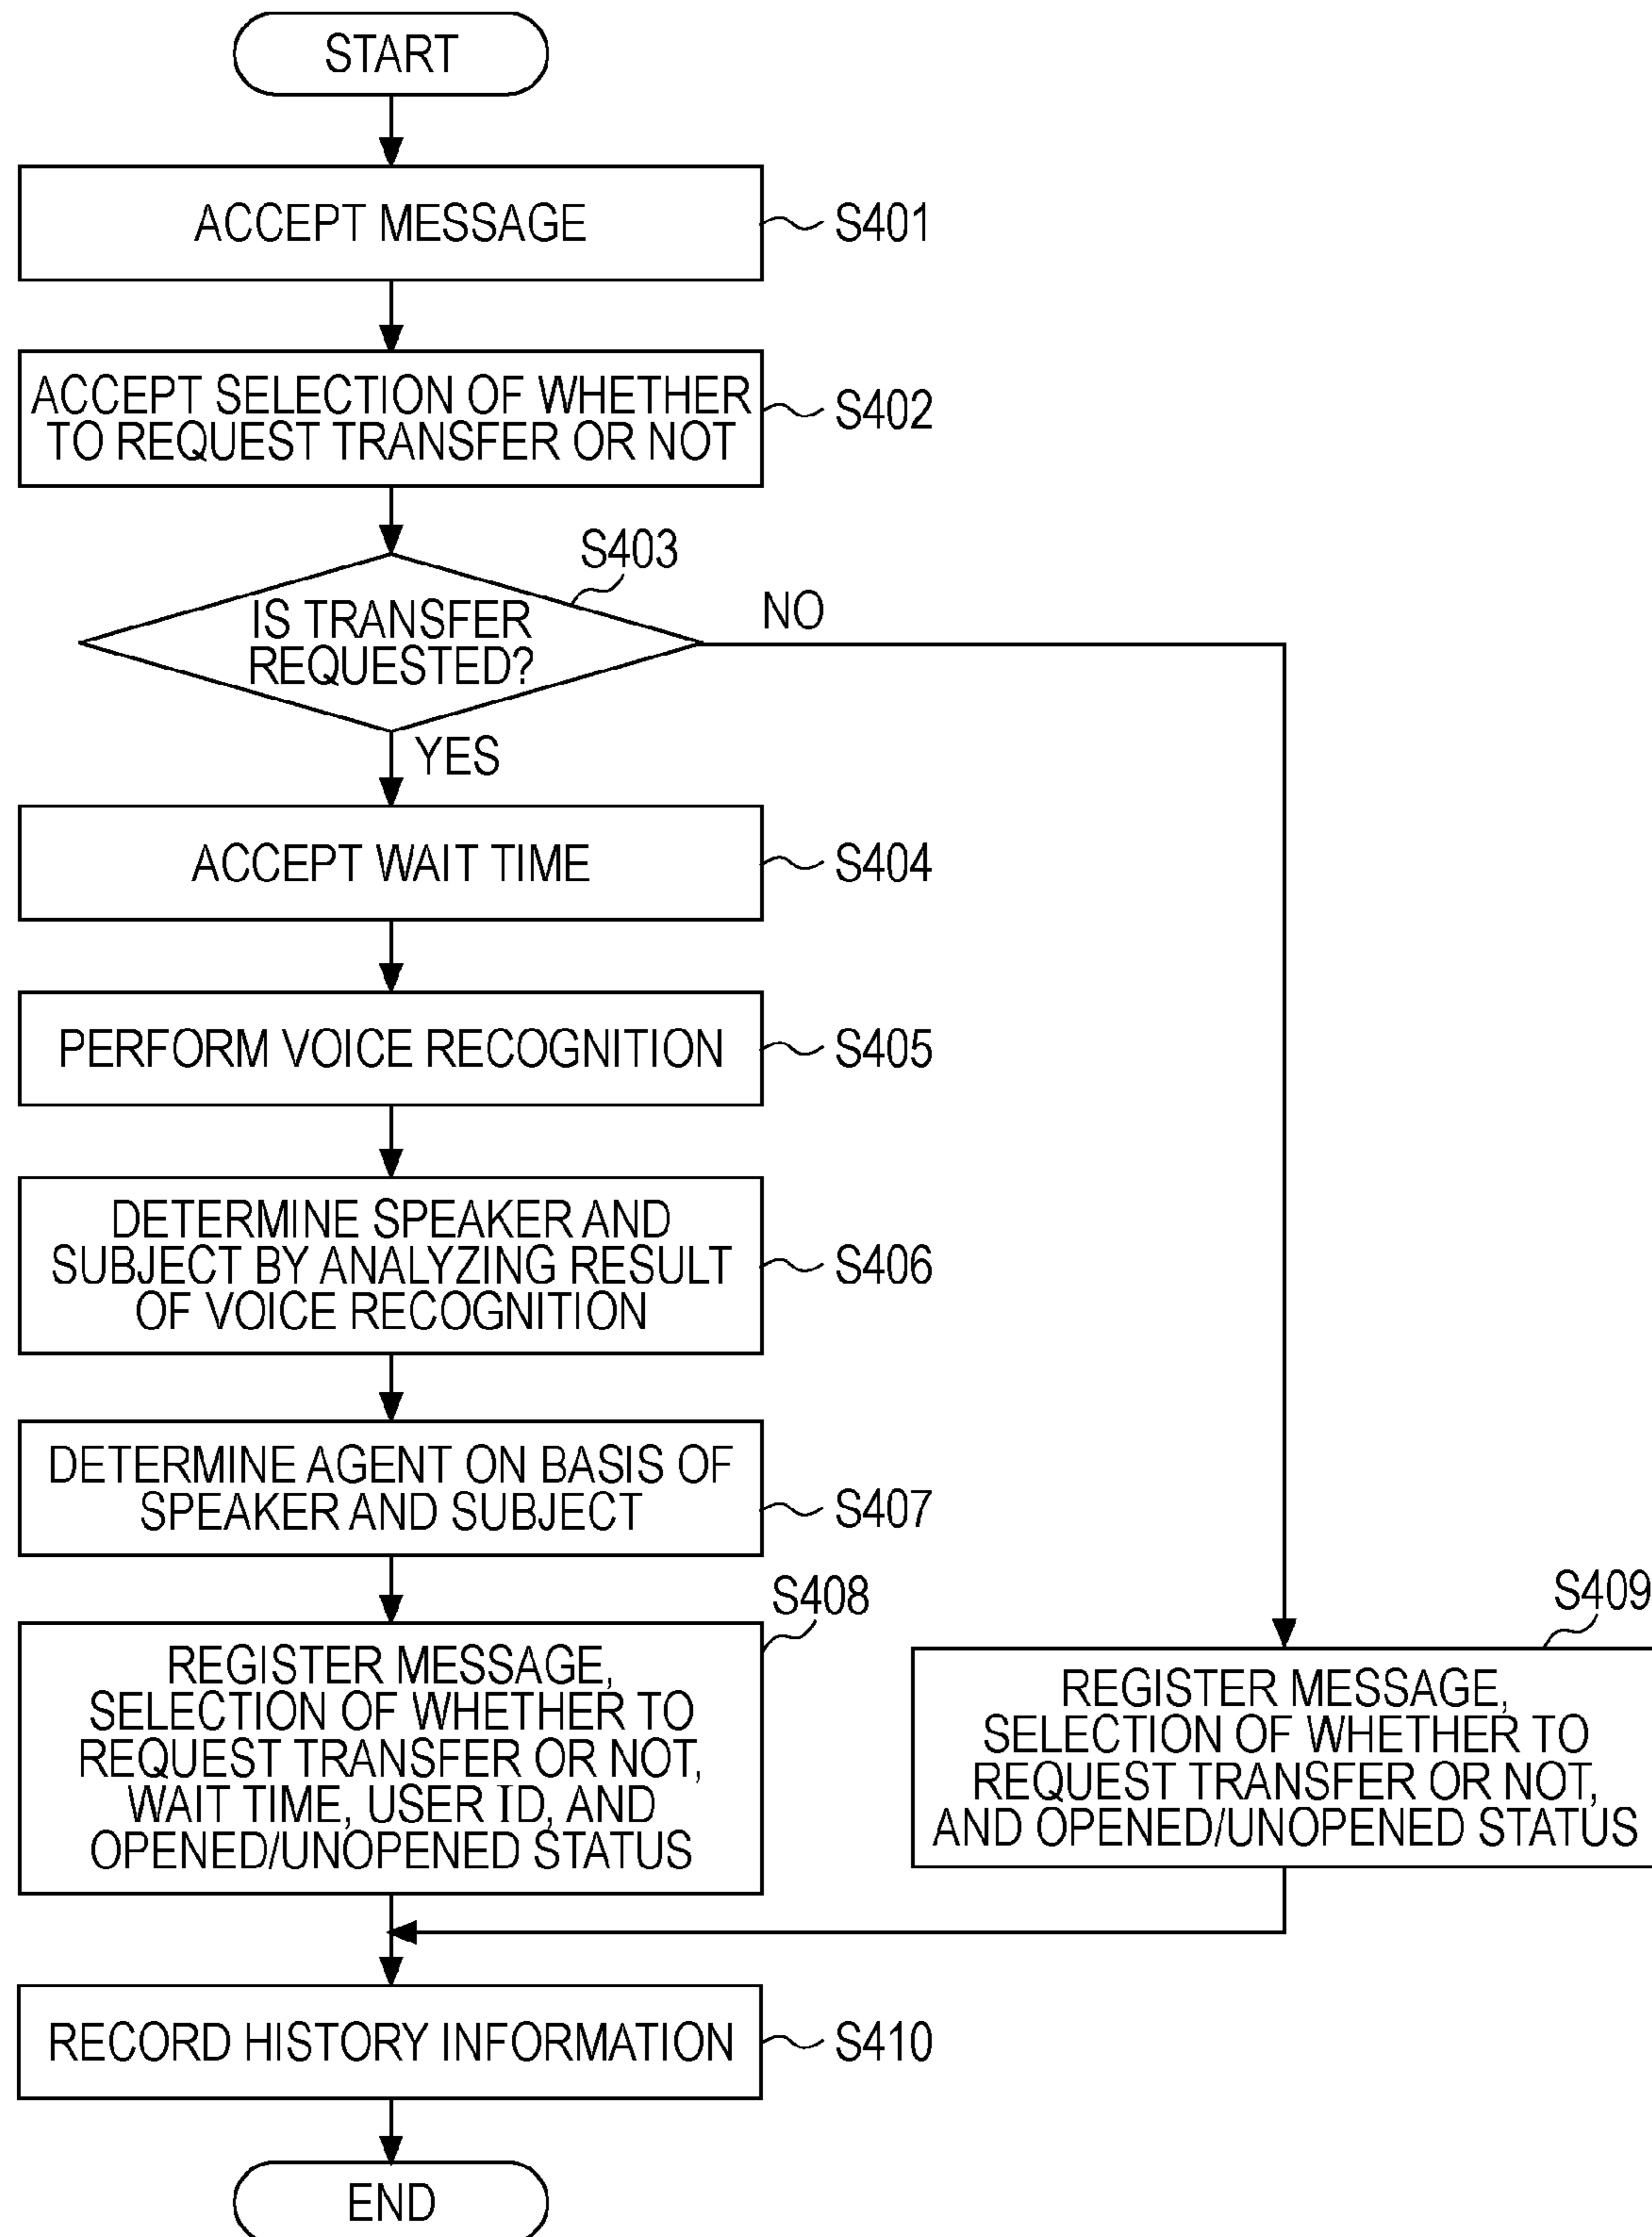 START
ACCEPT MESSAGE
S401
ACCEPT SELECTION OF WHETHER
TO REQUEST TRANSFER OR NOT
S402
S403
IS TRANSFER
REQUESTED?
NO
YES
ACCEPT WAIT TIME
S404
PERFORM VOICE RECOGNITION
S405
DETERMINE SPEAKER AND
SUBJECT BY ANALYZING RESULT
OF VOICE RECOGNITION
S406
DETERMINE AGENT ON BASIS OF
SPEAKER AND SUBJECT
S407
S408
REGISTER MESSAGE,
SELECTION OF WHETHER TO
REQUEST TRANSFER OR NOT,
WAIT TIME, USER ID, AND
OPENED/UNOPENED STATUS
S409
REGISTER MESSAGE,
SELECTION OF WHETHER TO
REQUEST TRANSFER OR NOT,
AND OPENED/UNOPENED STATUS
RECORD HISTORY INFORMATION
S410
END